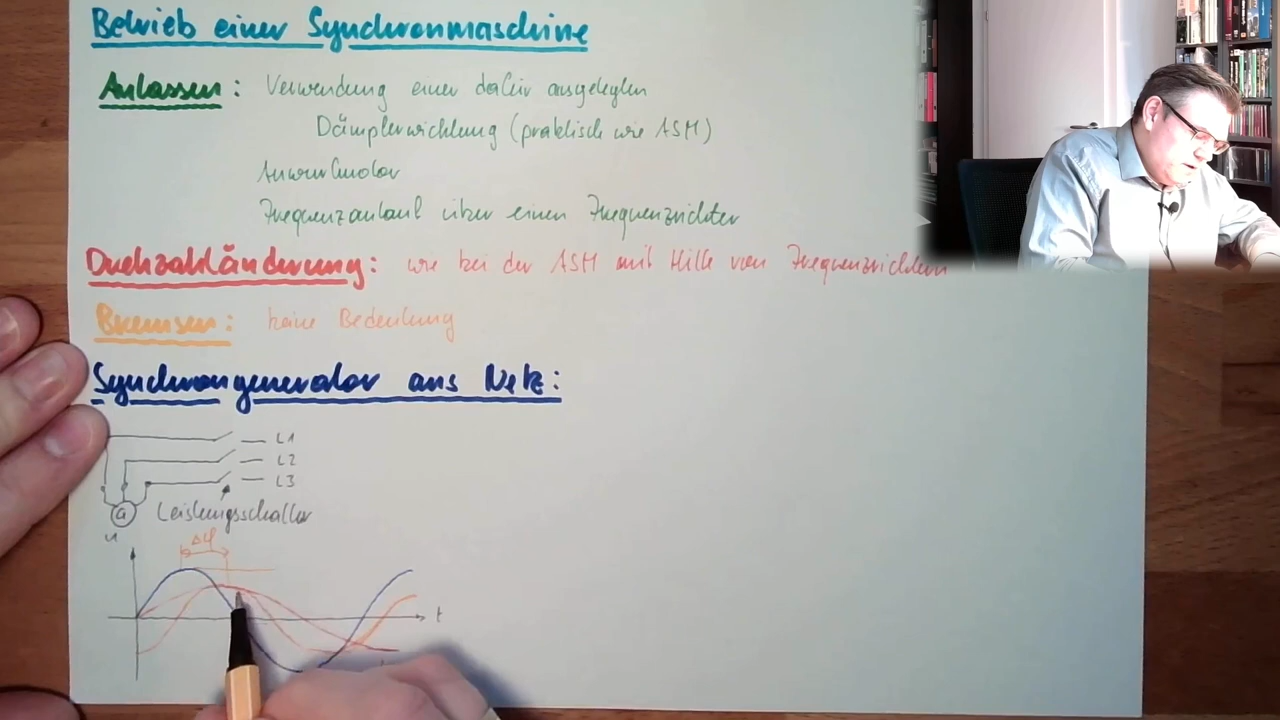 Betrieb einer Synchronmaschine
Anlassen: Verwendung einer dafür ausgelegten
Dämpferwicklung (praktisch wie ASM)
Anwurfmotor
Frequenzanlauf über einen Frequenzrichter
Drehzahländerung: wie bei der ASM mit Hilfe von Frequenzrichtern
Bremsen: keine Bedeutung
Synchrongenerator ans Netz:
L1
L2
L3
G
Leistungsschalter
u
Δφ
t